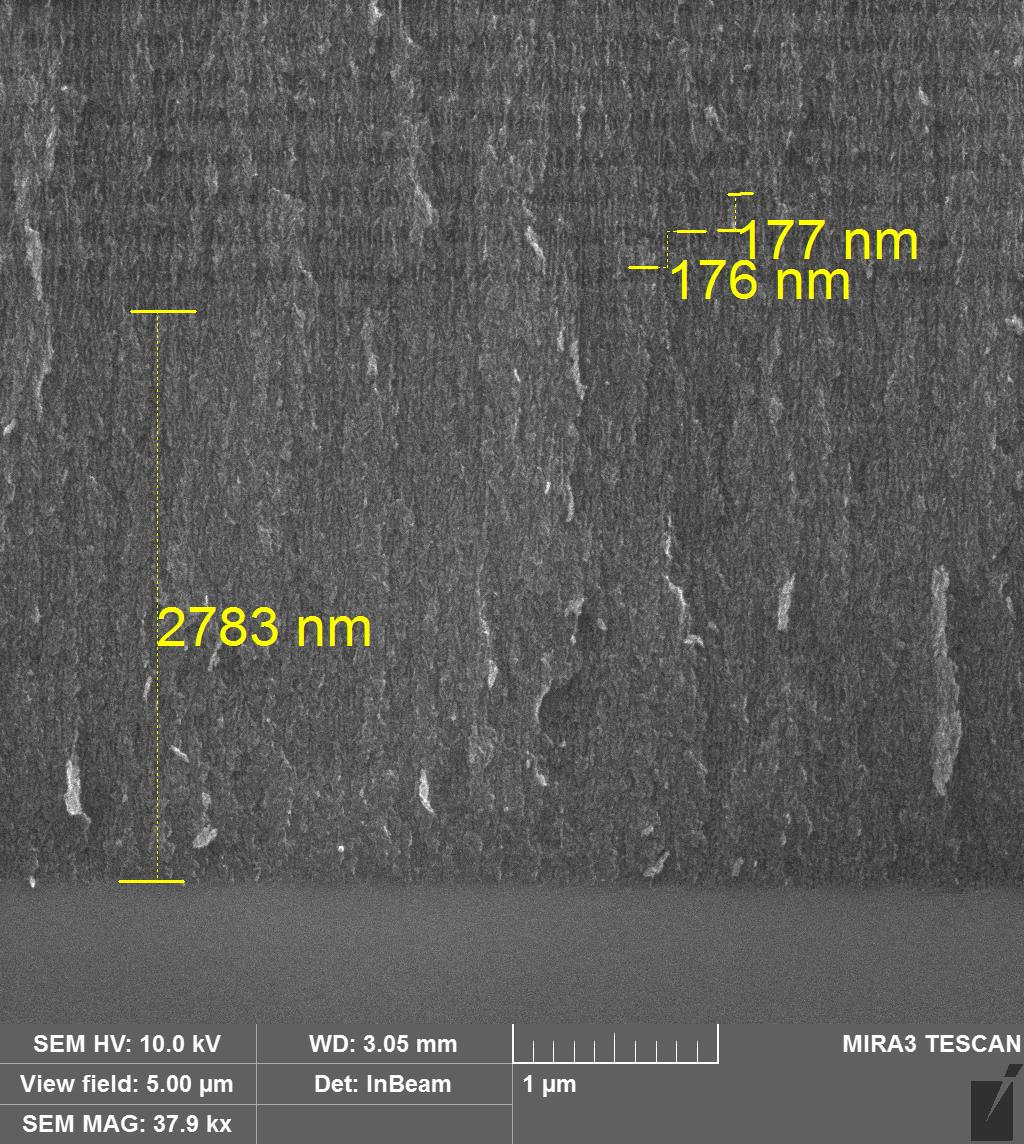 177 nm
176 nm
2783 nm
SEM HV: 10.0 kV
WD: 3.05 mm
MIRA3 TESCAN
View field: 5.00 µm
Det: InBeam
1 µm
SEM MAG: 37.9 kx